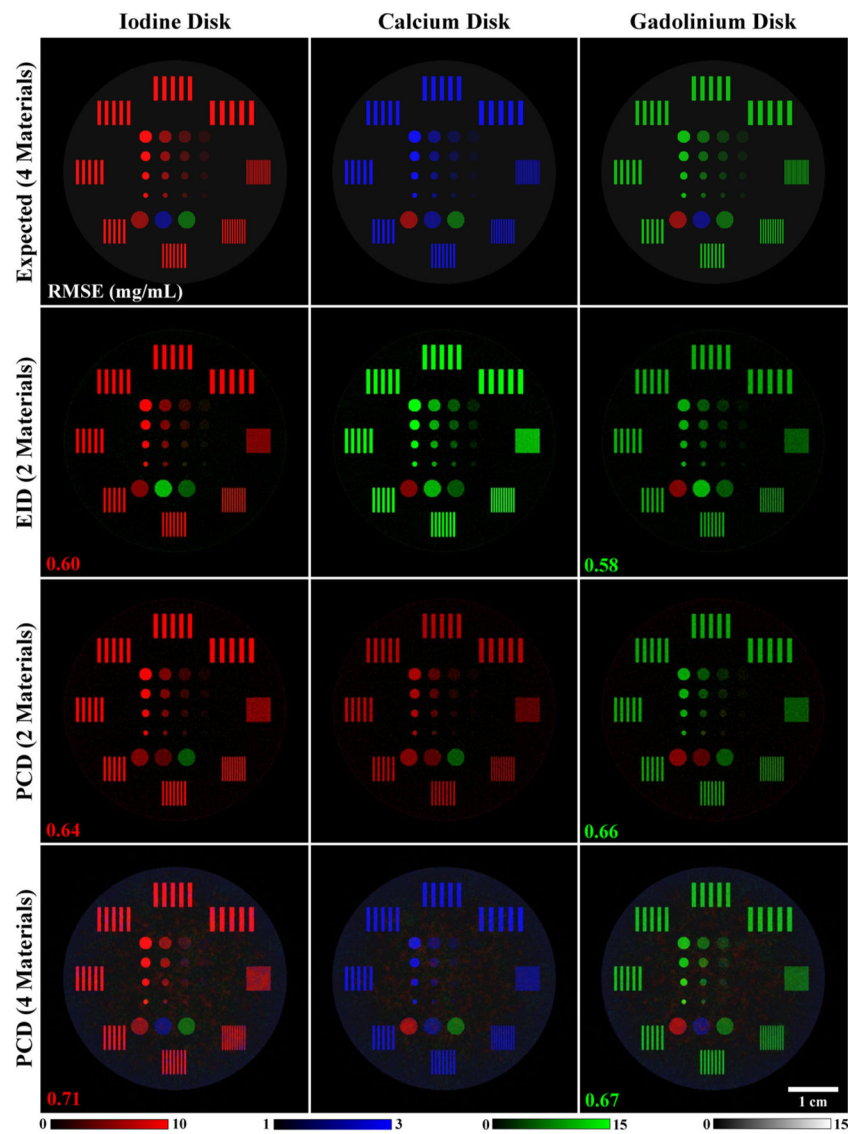 Iodine Disk Calcium Disk Gadolinium Disk
Expected (4 Materials)
RMSE (mg/mL)
EID (2 Materials)
0.60 0.58
PCD (2 Materials)
0.64 0.66
PCD (4 Materials)
0.71 0.67 1 cm
0 10 1 3 0 15 0 15